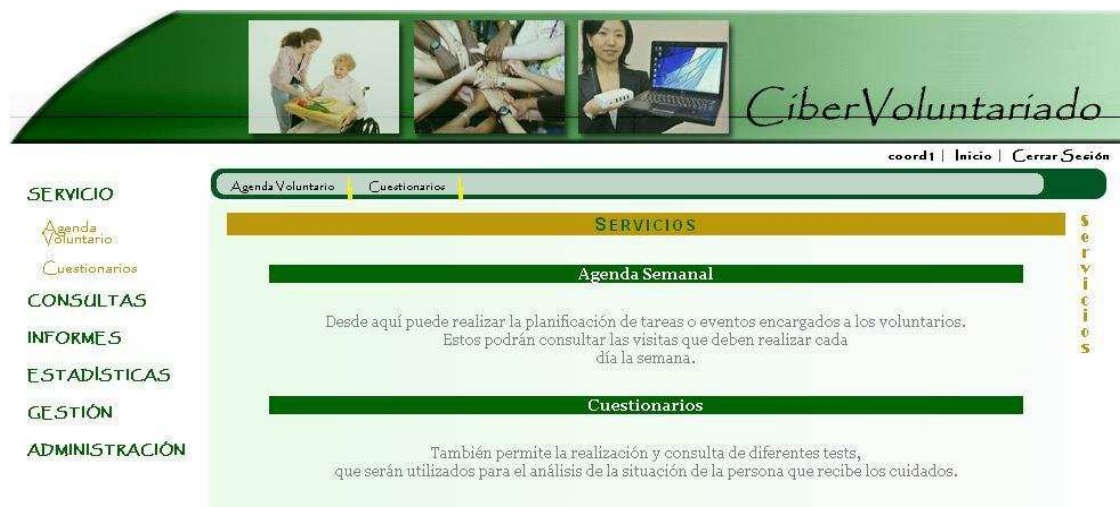 CiberVoluntariado
coord1 | Inicio | Cerrar Sesión
Agenda Voluntario
Cuestionarios
SERVICIO
Agenda
Voluntario
Cuestionarios
CONSULTAS
INFORMES
ESTADÍSTICAS
GESTIÓN
ADMINISTRACIÓN
SERVICIOS
Agenda Semanal
Desde aquí puede realizar la planificación de tareas o eventos encargados a los voluntarios.
Estos podrán consultar las visitas que deben realizar cada
día la semana.
Cuestionarios
También permite la realización y consulta de diferentes tests,
que serán utilizados para el análisis de la situación de la persona que recibe los cuidados.
Servicios